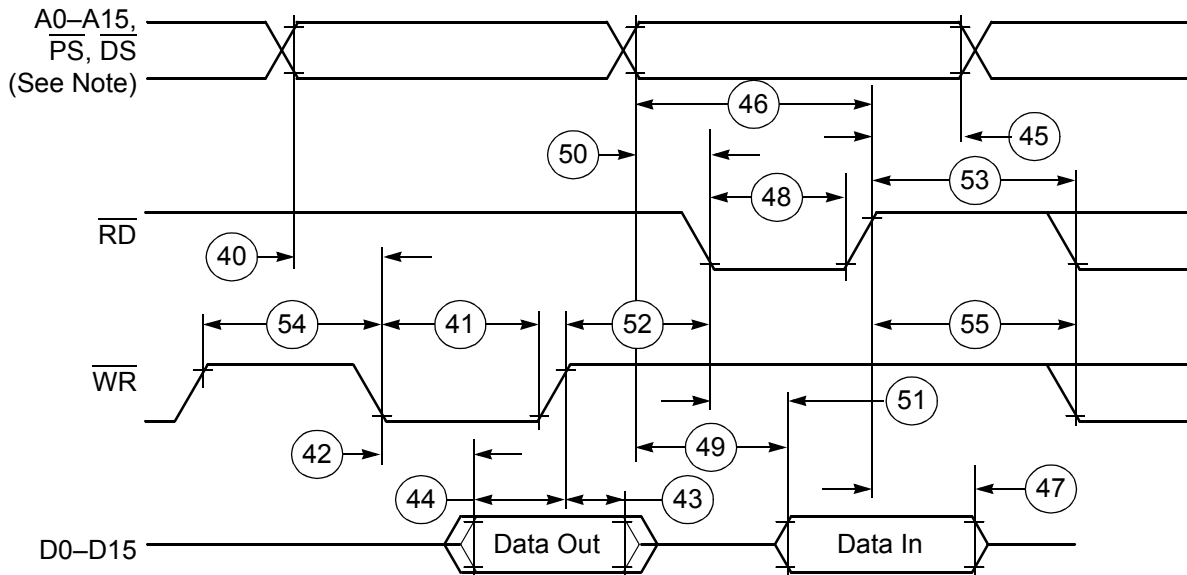 A0–A15,
PS, DS
(See Note)
46
50
45
53
48
RD
40
54
41
52
55
WR
51
42
49
44
43
47
D0–D15
Data Out
Data In